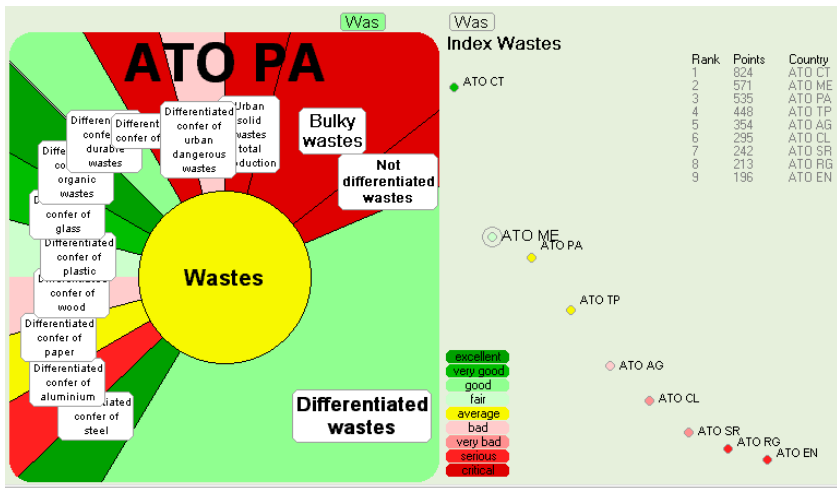 Was
Was
ATO PA
Index Wastes
Rank Points Country
1 824 ATO CT
2 571 ATO ME
3 535 ATO PA
4 448 ATO TP
5 354 ATO AG
6 295 ATO CL
7 242 ATO SR
8 213 ATO RG
9 196 ATO EN
ATO CT
ATO ME
ATO PA
ATO TP
ATO AG
ATO CL
ATO SR
ATO RG
ATO EN
Urban
solid
wastes
total
Bulky
wastes
Not
differentiated
wastes
Differentiated
confer of
urban
dangerous
wastes
confer of
durable
wastes
organic
wastes
confer of
glass
Differentiated
confer of
plastic
confer of
wood
Differentiated
confer of
paper
Differentiated
confer of
aluminium
confer of
steel
Wastes
Differentiated
wastes
excellent
very good
good
fair
average
bad
very bad
serious
critical